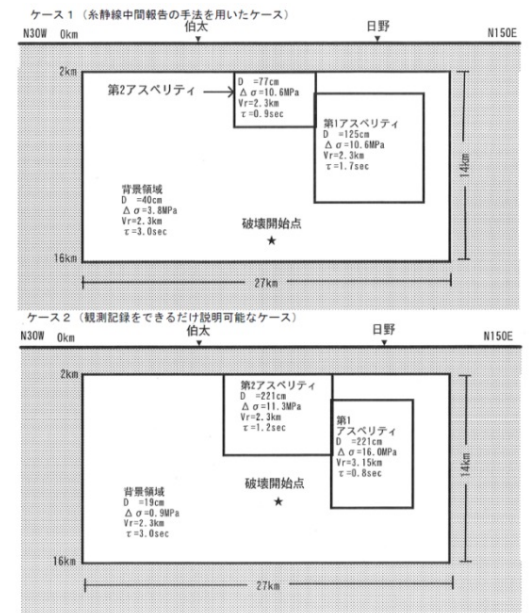 ケース1（糸静線中間報告の手法を用いたケース）
伯太
日野
N30W
0km
N150E
2km
第2アスペリティ
D =77cm
Δσ=10.6MPa
Vr=2.3km
τ=0.9sec
第1アスペリティ
D =125cm
Δσ=10.6MPa
Vr=2.3km
τ=1.7sec
14km
背景領域
D =40cm
Δσ=3.8MPa
Vr=2.3km
τ=3.0sec
破壊開始点
★
16km
27km
ケース2（観測記録をできるだけ説明可能なケース）
伯太
日野
N30W
0km
N150E
2km
第2アスペリティ
D =221cm
Δσ=11.3MPa
Vr=2.3km
τ=1.2sec
第1
アスペリティ
D =221cm
Δσ=16.0MPa
Vr=3.15km
τ=0.8sec
14km
背景領域
D =19cm
Δσ=0.9MPa
Vr=2.3km
τ=3.0sec
破壊開始点
★
16km
27km